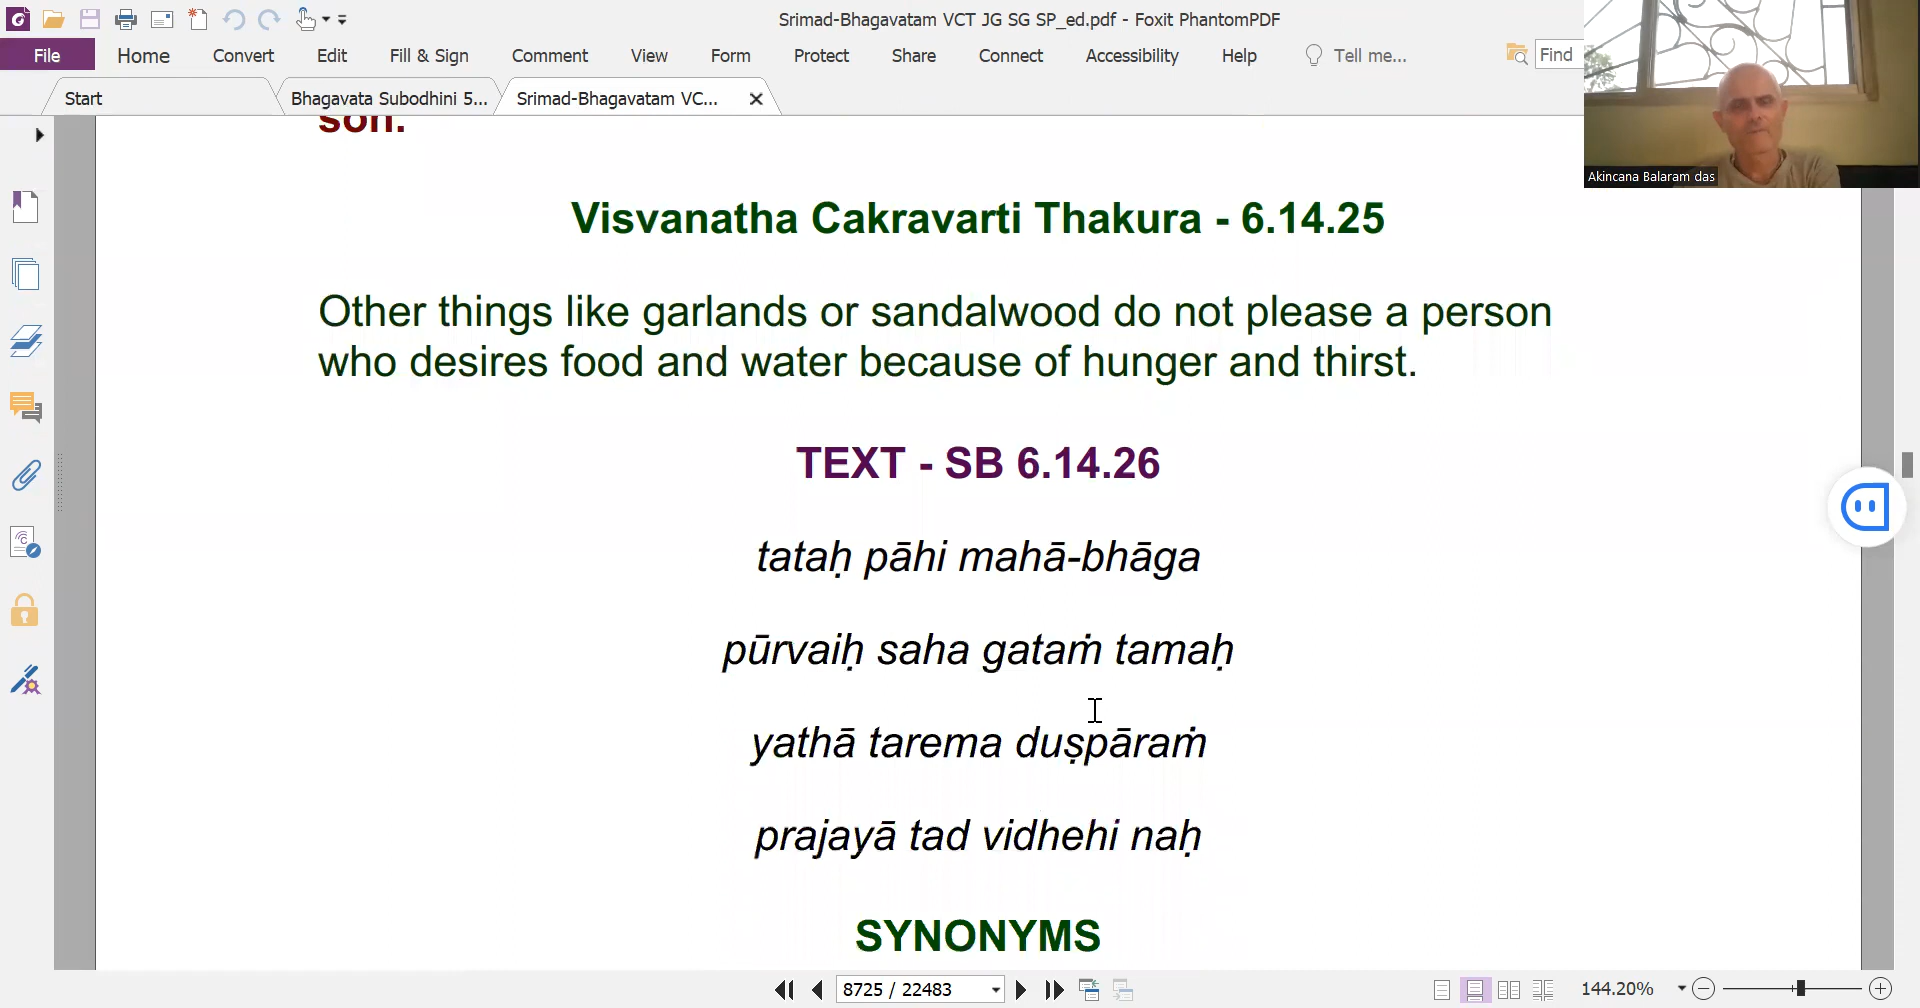 Srimad-Bhagavatam VCT JG SG SP_ed.pdf - Foxit PhantomPDF
File Home Convert Edit Fill & Sign Comment View Form Protect Share Connect Accessibility Help Tell me... Find
Start Bhagavata Subodhini 5... Srimad-Bhagavatam VC...
son.
Akincana Balaram das
Visvanatha Cakravarti Thakura - 6.14.25
Other things like garlands or sandalwood do not please a person
who desires food and water because of hunger and thirst.
TEXT - SB 6.14.26
tataḥ pāhi mahā-bhāga
pūrvaiḥ saha gataṁ tamaḥ
yathā tarema duṣpāraṁ
prajayā tad vidhehi naḥ
SYNONYMS
8725 / 22483 144.20%